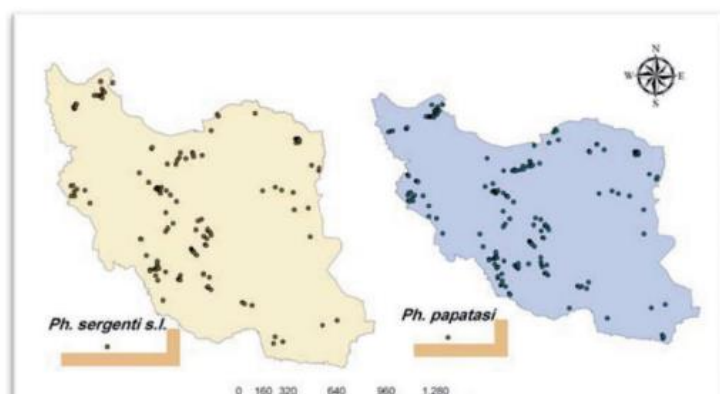 N
W E
S
Ph. sergenti s.l.
Ph. papatasi
0 160 320 640 960 1.280